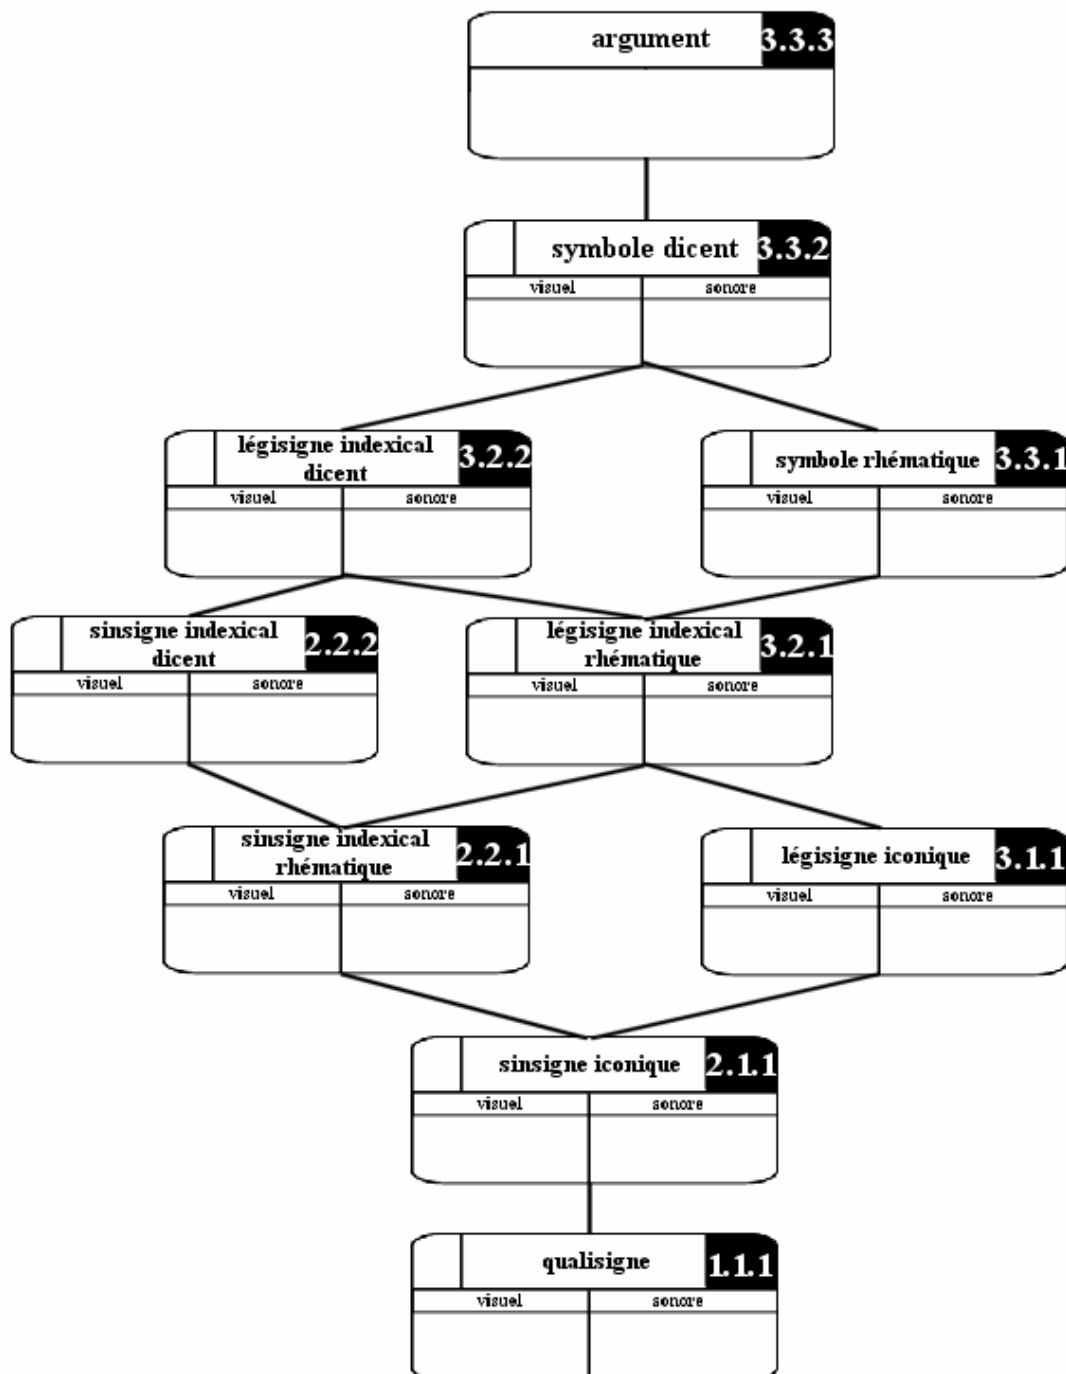 argument 3.3.3
symbole dicent 3.3.2
visuel sonore
légisigne indexical
dicent 3.2.2
visuel sonore
symbole rhématique 3.3.1
visuel sonore
sinsigne indexical
dicent 2.2.2
visuel sonore
légisigne indexical
rhématique 3.2.1
visuel sonore
sinsigne indexical
rhématique 2.2.1
visuel sonore
légisigne iconique 3.1.1
visuel sonore
sinsigne iconique 2.1.1
visuel sonore
qualisigne 1.1.1
visuel sonore